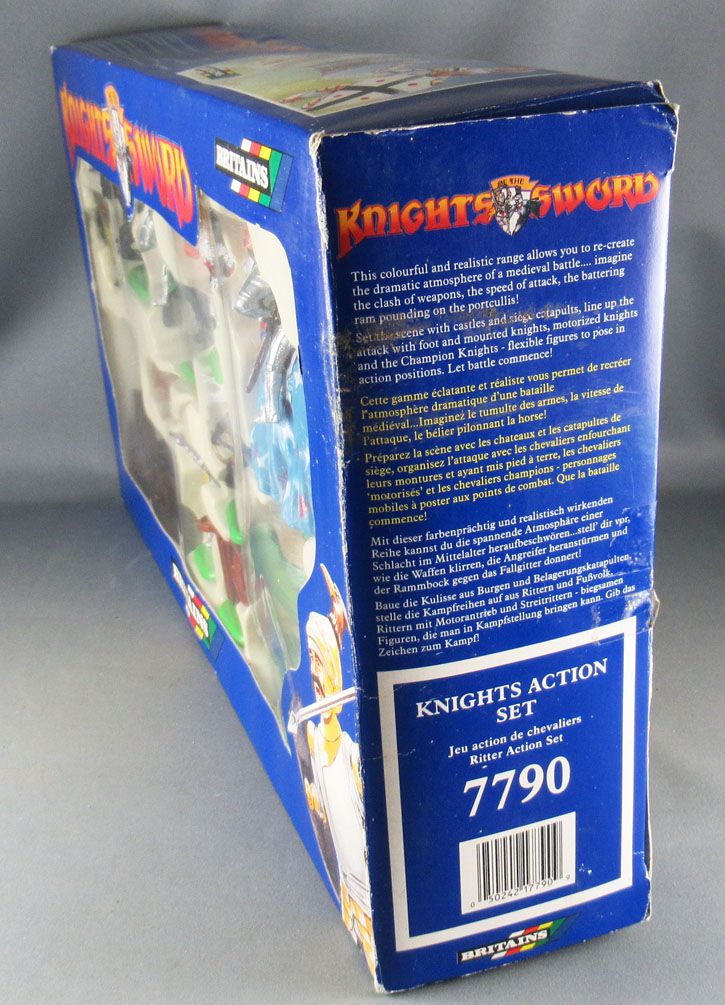 KNIGHTS OF THE SWORD
BRITAINS
BRITAINS
KNIGHTS OF THE SWORD
This colourful and realistic range allows you to re-create
the dramatic atmosphere of a medieval battle.... imagine
the clash of weapons, the speed of attack, the battering
ram pounding on the portcullis!
Set the scene with castles and siege catapults, line up the
attack with foot and mounted knights, motorized knights
and the Champion Knights - flexible figures to pose in
action positions. Let battle commence!
Cette gamme éclatante et réaliste vous permet de recréer
l'atmosphère dramatique d'une bataille
médiéval...Imaginez le tumulte des armes, la vitesse de
l'attaque, le bélier pilonnant la horse!
Préparez la scène avec les chateaux et les catapultes de
siège, organisez l'attaque avec les chevaliers enfourchant
leurs montures et ayant mis pied à terre, les chevaliers
'motorisés' et les chevaliers champions - personnages
mobiles à poster aux points de combat. Que la bataille
commence!
Mit dieser farbenprächtig und realistisch wirkenden
Reihe kannst du die spannende Atmosphäre einer
Schlacht im Mittelalter heraufbeschwören...stell' dir vor,
wie die Waffen klirren, die Angreifer heranstürmen und
der Rammbock gegen das Fallgitter donnert!
Baue die Kulisse aus Burgen und Belagerungskatapulten,
stelle die Kampfreihen auf aus Rittern und Fußvolk,
Rittern mit Motorantrieb und Streitrittern - biegsamen
Figuren, die man in Kampfstellung bringen kann. Gib das
Zeichen zum Kampf!
KNIGHTS ACTION
SET
Jeu action de chevaliers
Ritter Action Set
7790
0 50242 17790 9
BRITAINS